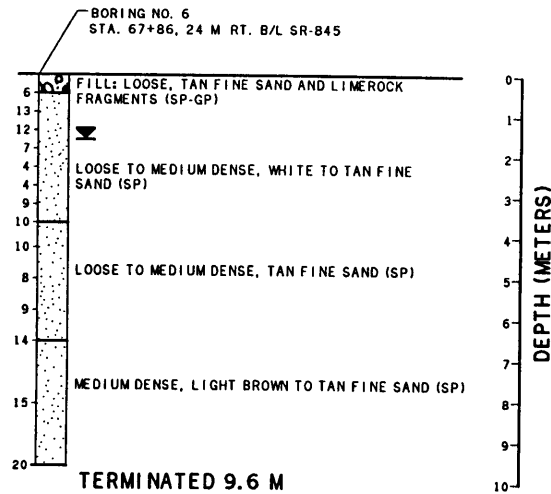 BORING NO. 6
STA. 67+86, 24 M RT. B/L SR-845
FILL: LOOSE, TAN FINE SAND AND LIMEROCK
FRAGMENTS (SP-GP)
6
13
12
7
4
4
9
10
10
8
9
14
15
20
LOOSE TO MEDIUM DENSE, WHITE TO TAN FINE
SAND (SP)
LOOSE TO MEDIUM DENSE, TAN FINE SAND (SP)
MEDIUM DENSE, LIGHT BROWN TO TAN FINE SAND (SP)
TERMINATED 9.6 M
0
1
2
3
4
5
6
7
8
9
10
DEPTH (METERS)